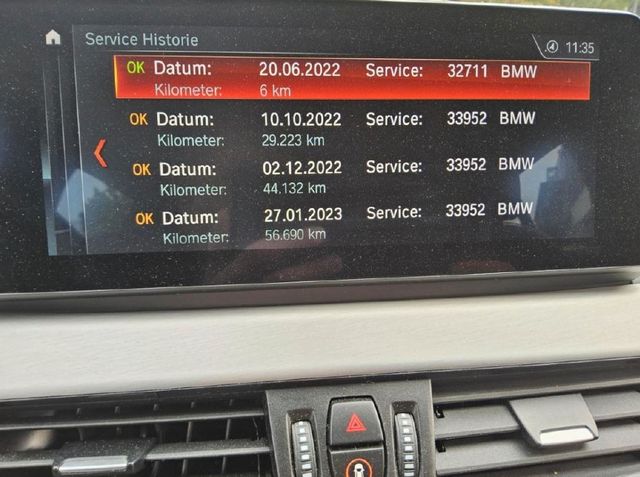 Service Historie 11:35
OK Datum: 20.06.2022 Service: 32711 BMW
Kilometer: 6 km
OK Datum: 10.10.2022 Service: 33952 BMW
Kilometer: 29.223 km
OK Datum: 02.12.2022 Service: 33952 BMW
Kilometer: 44.132 km
OK Datum: 27.01.2023 Service: 33952 BMW
Kilometer: 56.690 km